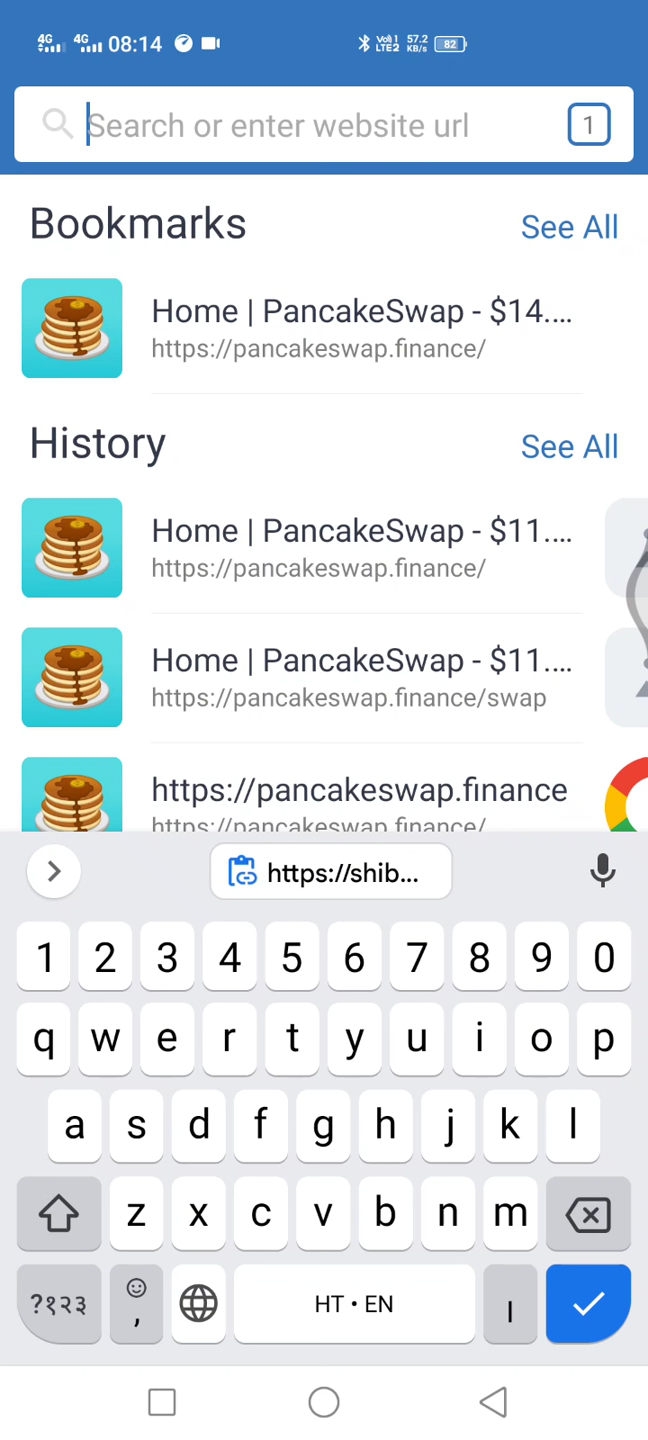 4G 4G 08:14 Vo1) 1 LTE2 57.2 KB/s 82
Search or enter website url 1
Bookmarks See All
Home | PancakeSwap - $14....
https://pancakeswap.finance/
History See All
Home | PancakeSwap - $11....
https://pancakeswap.finance/
Home | PancakeSwap - $11....
https://pancakeswap.finance/swap
https://pancakeswap.finance
https://pancakeswap.finance/
https://shib...
1 2 3 4 5 6 7 8 9 0
q w e r t y u i o p
a s d f g h j k l
z x c v b n m
?१२३ , HT • EN ।